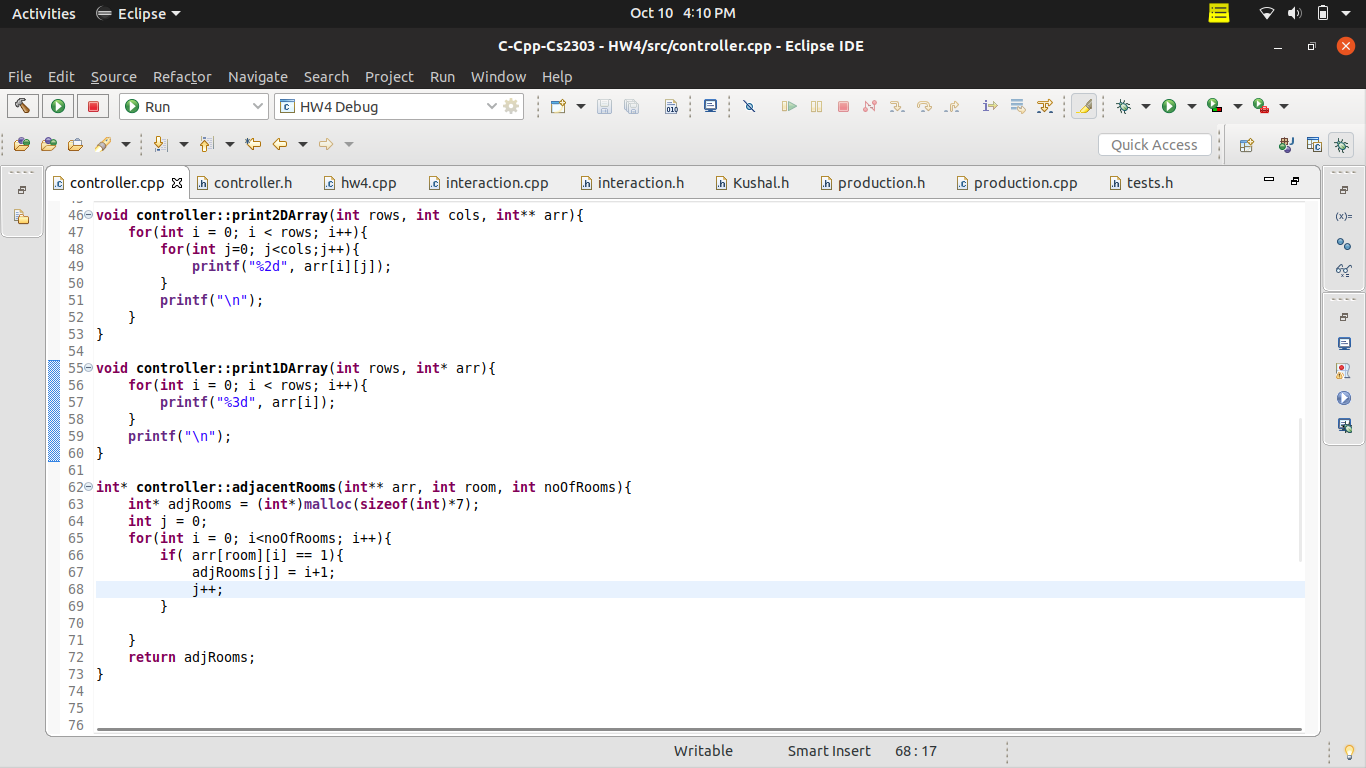 Activities Eclipse Oct 10 4:10 PM
C-Cpp-Cs2303 - HW4/src/controller.cpp - Eclipse IDE
File Edit Source Refactor Navigate Search Project Run Window Help
Run HW4 Debug
Quick Access
controller.cpp controller.h hw4.cpp interaction.cpp interaction.h Kushal.h production.h production.cpp tests.h
46 void controller::print2DArray(int rows, int cols, int** arr){
47     for(int i = 0; i < rows; i++){
48         for(int j=0; j<cols;j++){
49             printf("%2d", arr[i][j]);
50         }
51         printf("\n");
52     }
53 }
54
55 void controller::print1DArray(int rows, int* arr){
56     for(int i = 0; i < rows; i++){
57         printf("%3d", arr[i]);
58     }
59     printf("\n");
60 }
61
62 int* controller::adjacentRooms(int** arr, int room, int noOfRooms){
63     int* adjRooms = (int*)malloc(sizeof(int)*7);
64     int j = 0;
65     for(int i = 0; i<noOfRooms; i++){
66         if( arr[room][i] == 1){
67             adjRooms[j] = i+1;
68             j++;
69         }
70
71     }
72     return adjRooms;
73 }
74
75
76
Writable Smart Insert 68 : 17